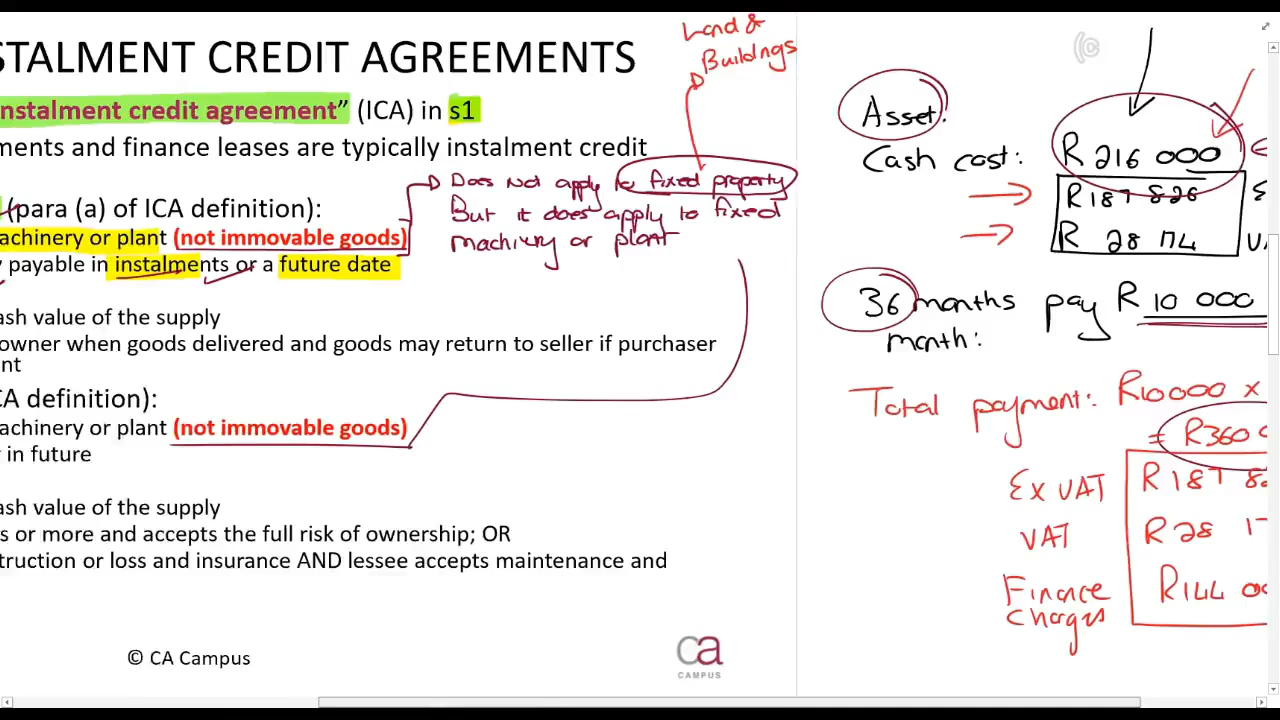 STALMENT CREDIT AGREEMENTS
nstalment credit agreement” (ICA) in s1
ments and finance leases are typically instalment credit
(para (a) of ICA definition):
achinery or plant (not immovable goods)
payable in instalments or a future date
ash value of the supply
owner when goods delivered and goods may return to seller if purchaser
nt
CA definition):
achinery or plant (not immovable goods)
in future
ash value of the supply
s or more and accepts the full risk of ownership; OR
truction or loss and insurance AND lessee accepts maintenance and
© CA Campus
ca
CAMPUS
Land &
Buildings
Does Not apply to fixed property
But it does apply to fixed
machinery or plant
Asset:
Cash cost: R 216 000
R 187 826
R 28 174
36 months pay R 10 000
month:
Total payment: R10 000 x
= R360
Ex VAT R 187 8
VAT R 28 17
Finance R144 00
Charges